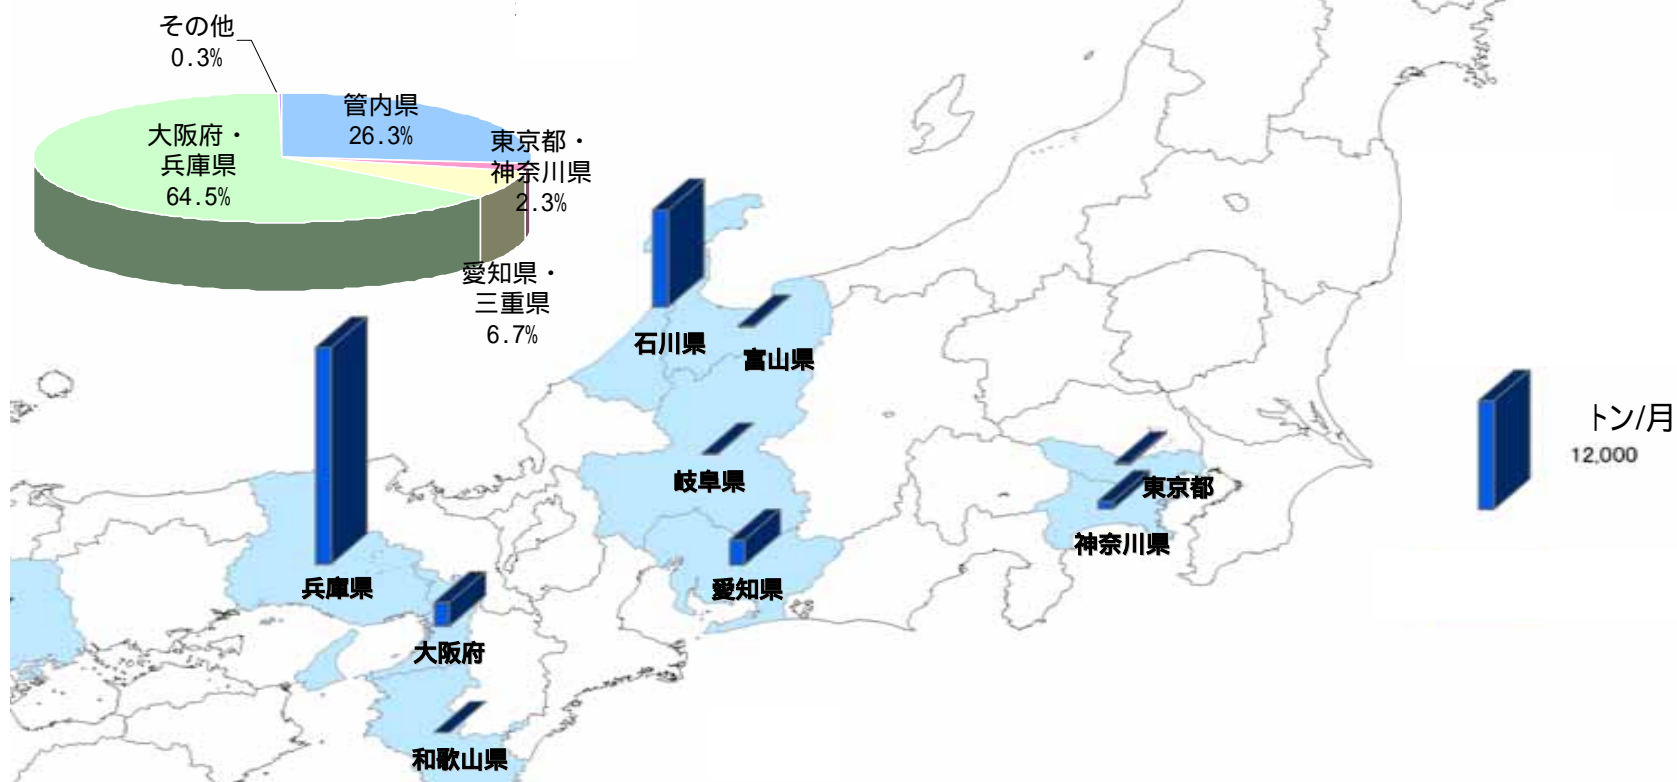 その他
0.3%
管内県
26.3%
大阪府・
兵庫県
64.5%
東京都・
神奈川県
2.3%
愛知県・
三重県
6.7%
石川県
富山県
岐阜県
東京都
神奈川県
愛知県
兵庫県
大阪府
和歌山県
トン/月
12,000